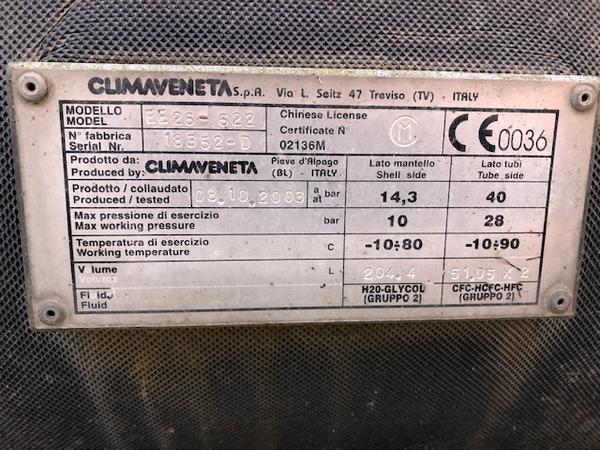 CLIMAVENETA S.p.A. Via L. Seitz 47 Treviso (TV) - ITALY
MODELLO
MODEL
EE26-622
Chinese License
Certificate N°
02136M
CM
CE 0036
N° fabbrica
Serial Nr.
18352-D
Prodotto da:
Produced by:
CLIMAVENETA
Pieve d'Alpago
(BL) - ITALY
Lato mantello
Shell side
Lato tubi
Tube side
Prodotto / collaudato
Produced / tested
08.10.2003
a
at bar
14,3
40
Max pressione di esercizio
Max working pressure
bar
10
28
Temperatura di esercizio
Working temperature
C
-10÷80
-10÷90
Volume
Volume
L
204.4
51,05 X 2
Fluido
Fluid
H20-GLYCOL
(GRUPPO 2)
CFC-HCFC-HFC
(GRUPPO 2)